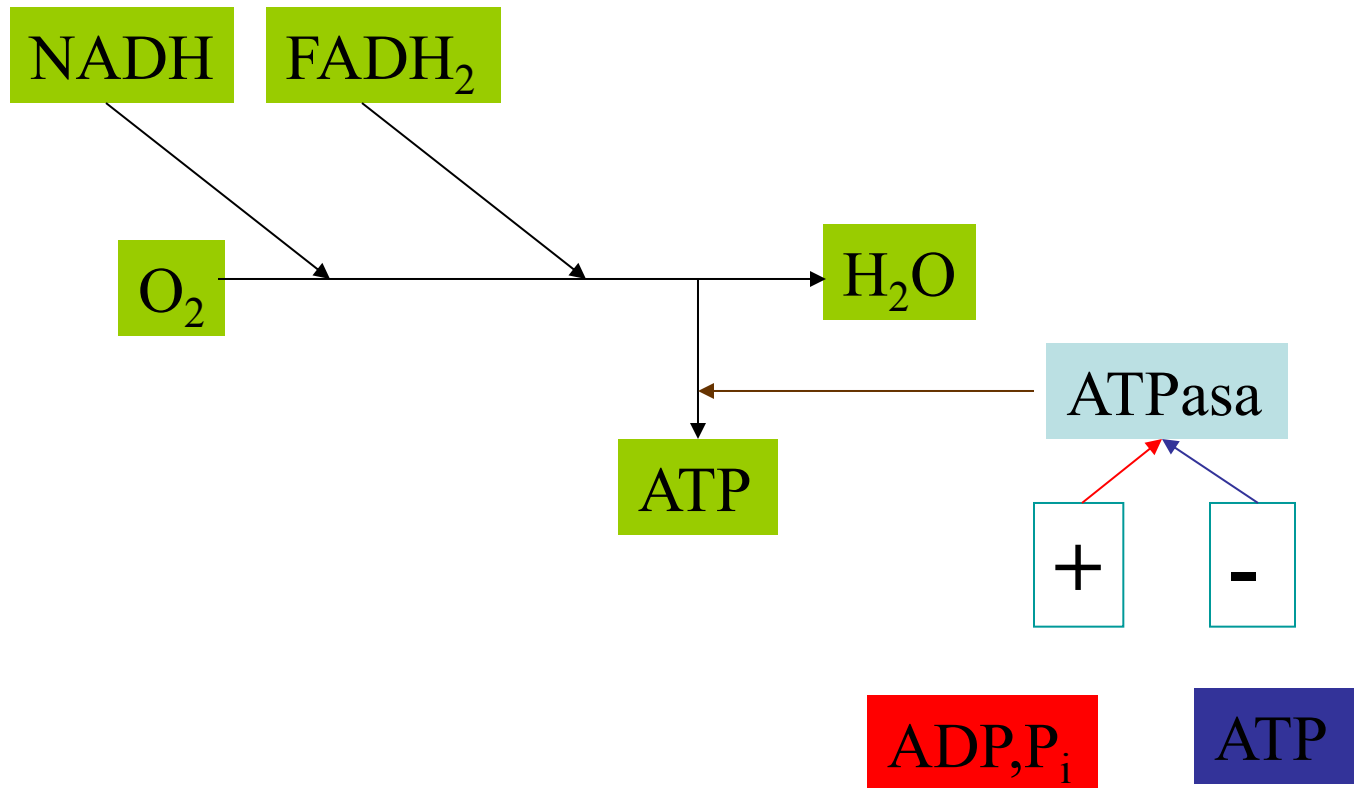 NADH
FADH₂
O₂
H₂O
ATPasa
ATP
+
-
ADP,Pᵢ
ATP